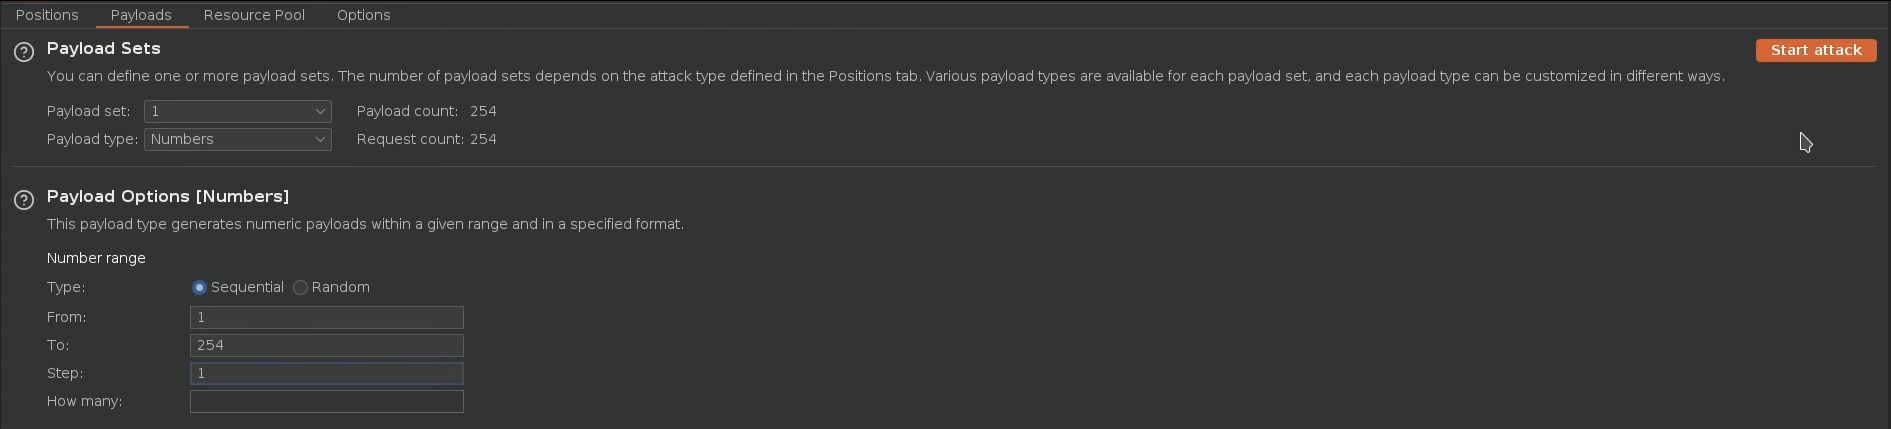 Positions Payloads Resource Pool Options
Payload Sets
Start attack
You can define one or more payload sets. The number of payload sets depends on the attack type defined in the Positions tab. Various payload types are available for each payload set, and each payload type can be customized in different ways.
Payload set: 1 Payload count: 254
Payload type: Numbers Request count: 254
Payload Options [Numbers]
This payload type generates numeric payloads within a given range and in a specified format.
Number range
Type: Sequential Random
From: 1
To: 254
Step: 1
How many: